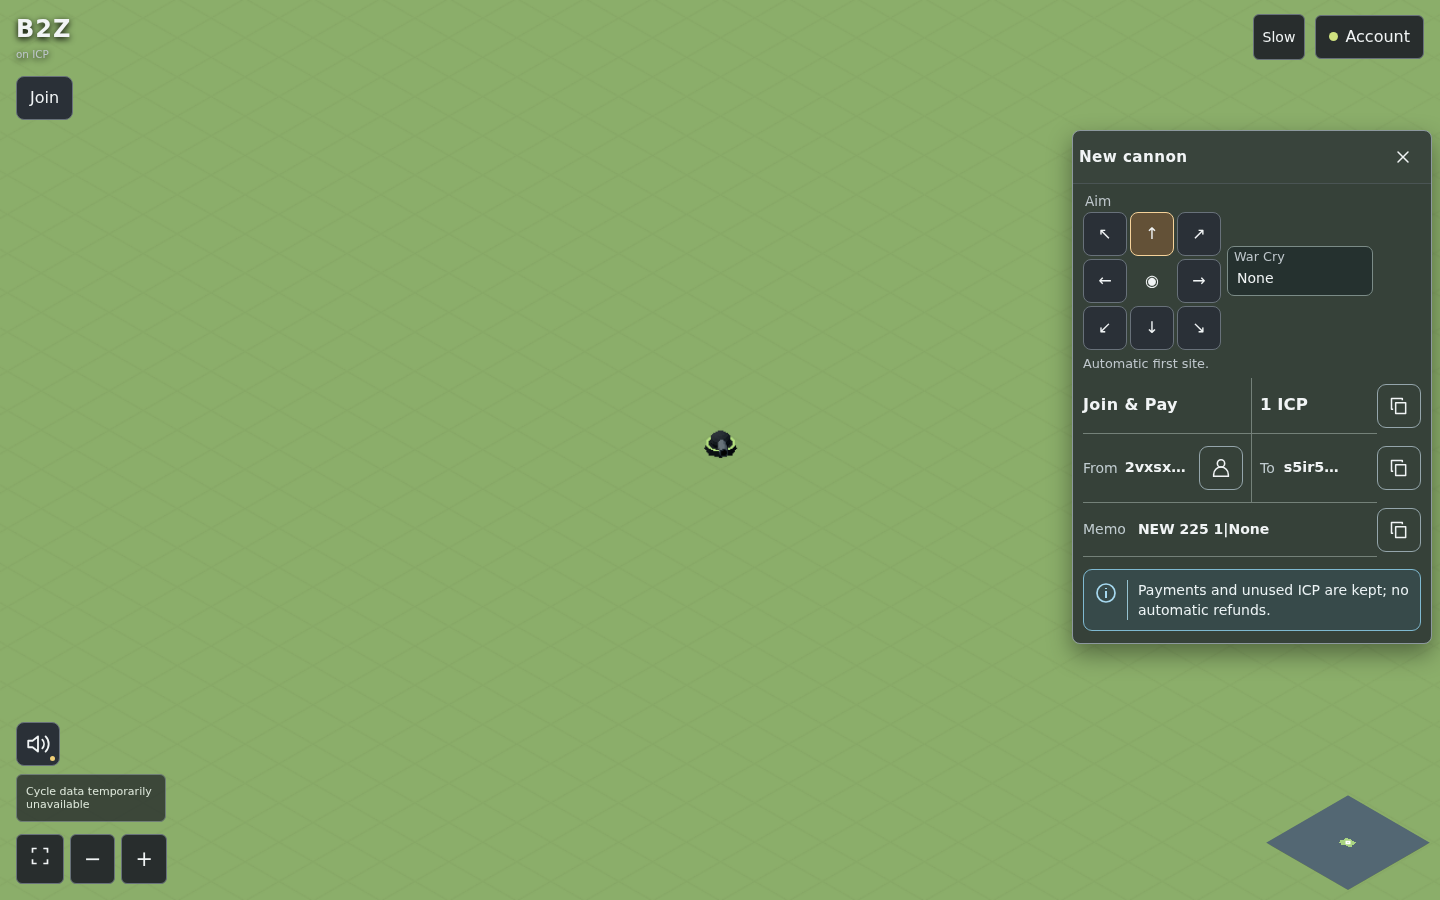 B2Z
on ICP
Join
Slow
Account
New cannon
Aim
↖ ↑ ↗
← ◉ →
↙ ↓ ↘
War Cry
None
Automatic first site.
Join & Pay
1 ICP
From 2vxsx...
To s5ir5...
Memo NEW 225 1|None
Payments and unused ICP are kept; no
automatic refunds.
Cycle data temporarily
unavailable
− +